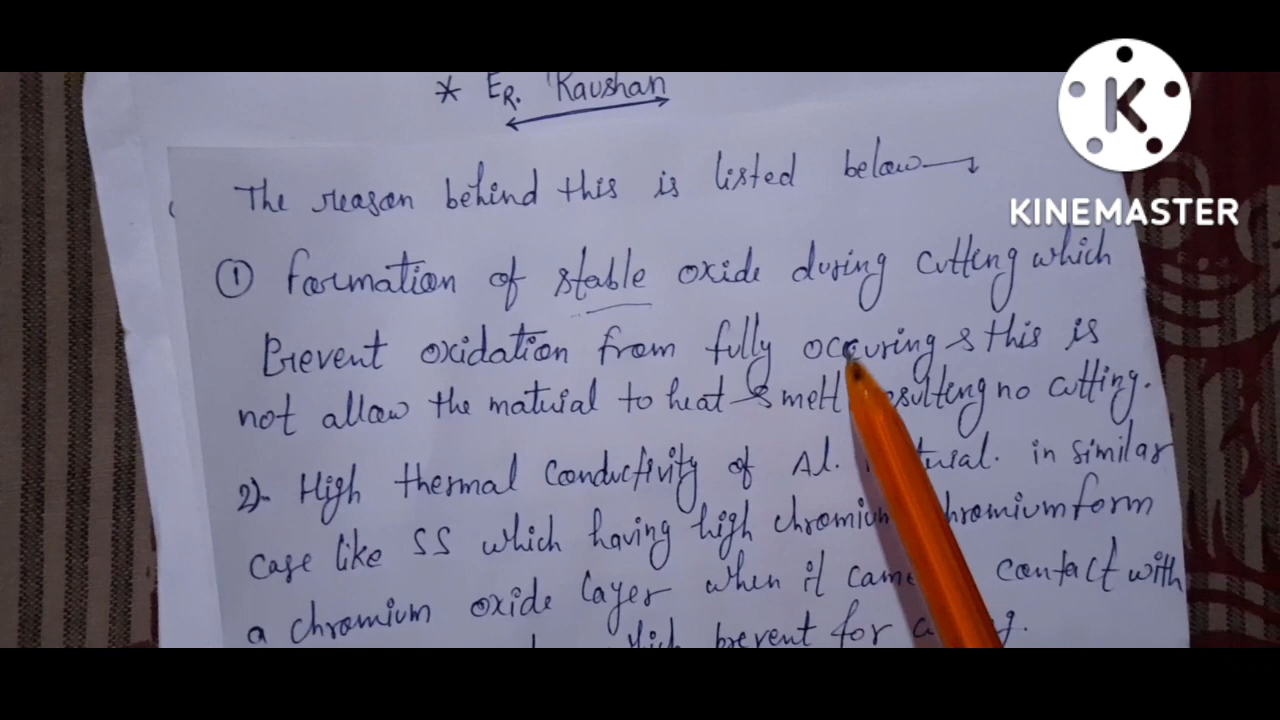 * ER. Kaushan
K
KINEMASTER
The reason behind this is listed below
① Formation of stable oxide during cutting which
Prevent oxidation from fully occuring & this is
not allow the material to heat & melt resulting no cutting.
2) High thermal conductivity of Al. in similar
case like SS which having high chromium chromium form
a chromium oxide layer when it came contact with
prevent for